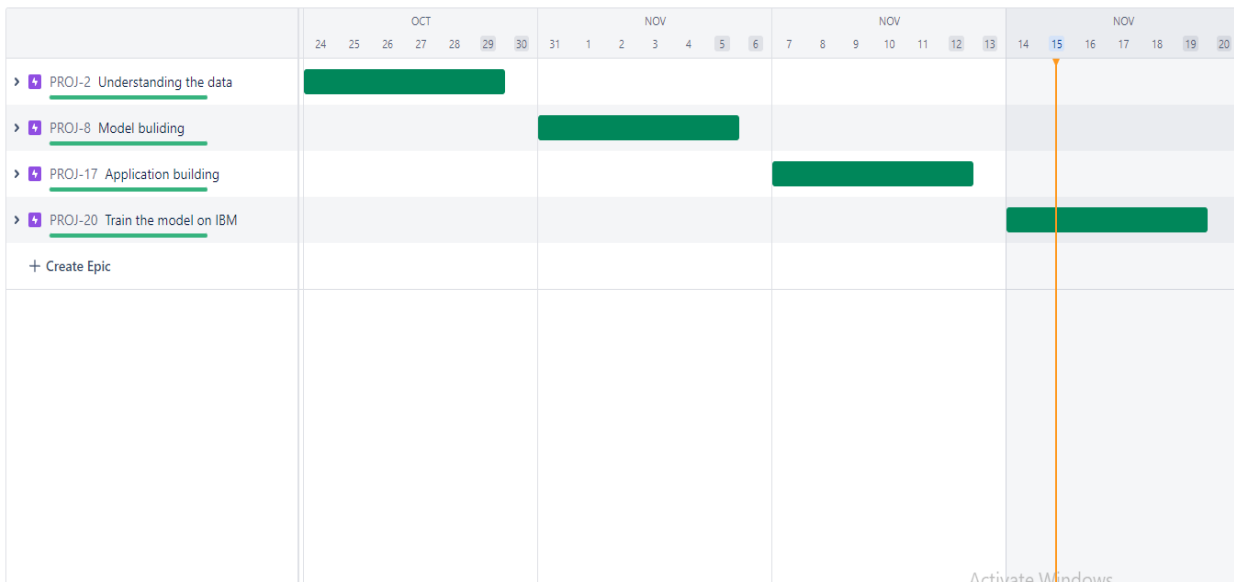 OCT NOV NOV NOV
24 25 26 27 28 29 30 31 1 2 3 4 5 6 7 8 9 10 11 12 13 14 15 16 17 18 19 20
PROJ-2 Understanding the data
PROJ-8 Model buliding
PROJ-17 Application building
PROJ-20 Train the model on IBM
+ Create Epic
Activate Windows